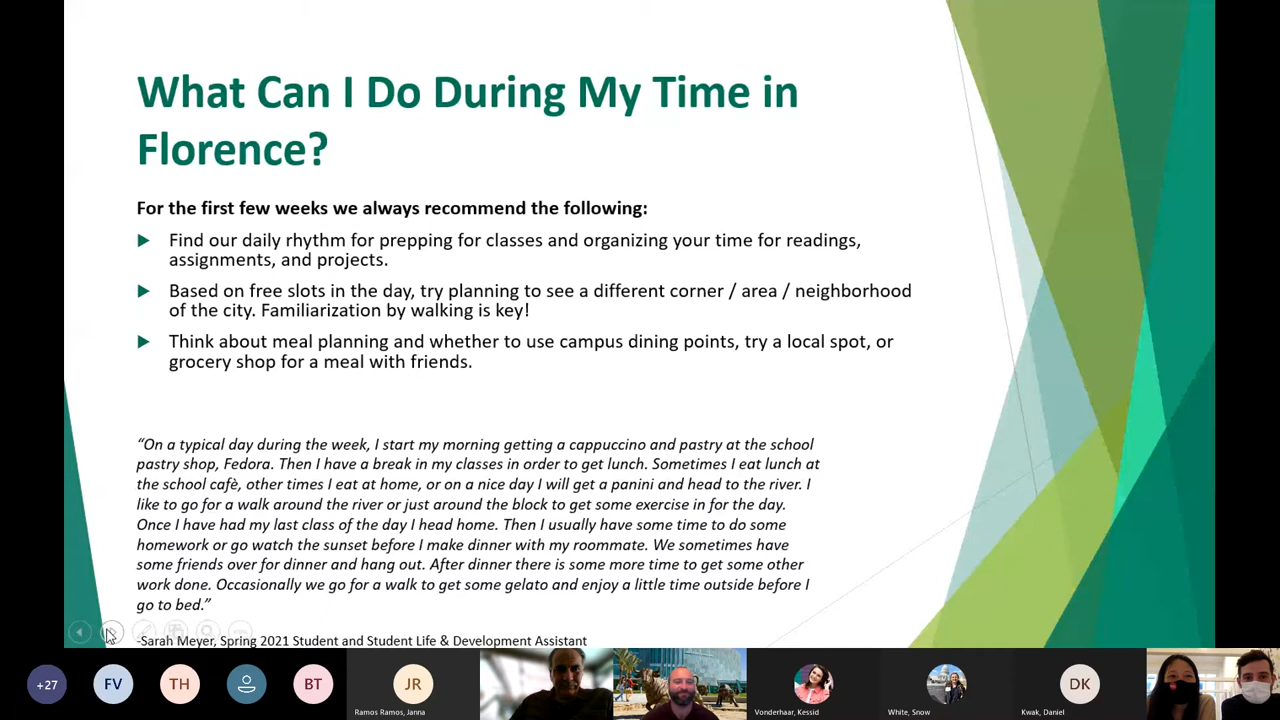 What Can I Do During My Time in
Florence?
For the first few weeks we always recommend the following:
Find our daily rhythm for prepping for classes and organizing your time for readings,
assignments, and projects.
Based on free slots in the day, try planning to see a different corner / area / neighborhood
of the city. Familiarization by walking is key!
Think about meal planning and whether to use campus dining points, try a local spot, or
grocery shop for a meal with friends.
“On a typical day during the week, I start my morning getting a cappuccino and pastry at the school
pastry shop, Fedora. Then I have a break in my classes in order to get lunch. Sometimes I eat lunch at
the school cafè, other times I eat at home, or on a nice day I will get a panini and head to the river. I
like to go for a walk around the river or just around the block to get some exercise in for the day.
Once I have had my last class of the day I head home. Then I usually have some time to do some
homework or go watch the sunset before I make dinner with my roommate. We sometimes have
some friends over for dinner and hang out. After dinner there is some more time to get some other
work done. Occasionally we go for a walk to get some gelato and enjoy a little time outside before I
go to bed.”
-Sarah Meyer, Spring 2021 Student and Student Life & Development Assistant
+27
FV
TH
BT
JR
Ramos Ramos, Janna
Vonderhaar, Kessid
White, Snow
DK
Kwak, Daniel